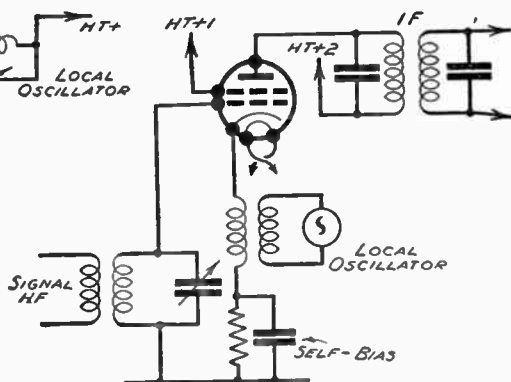 HT+
LOCAL
OSCILLATOR
HT+1
HT+2
IF
LOCAL
OSCILLATOR
SIGNAL
HF
SELF-BIAS